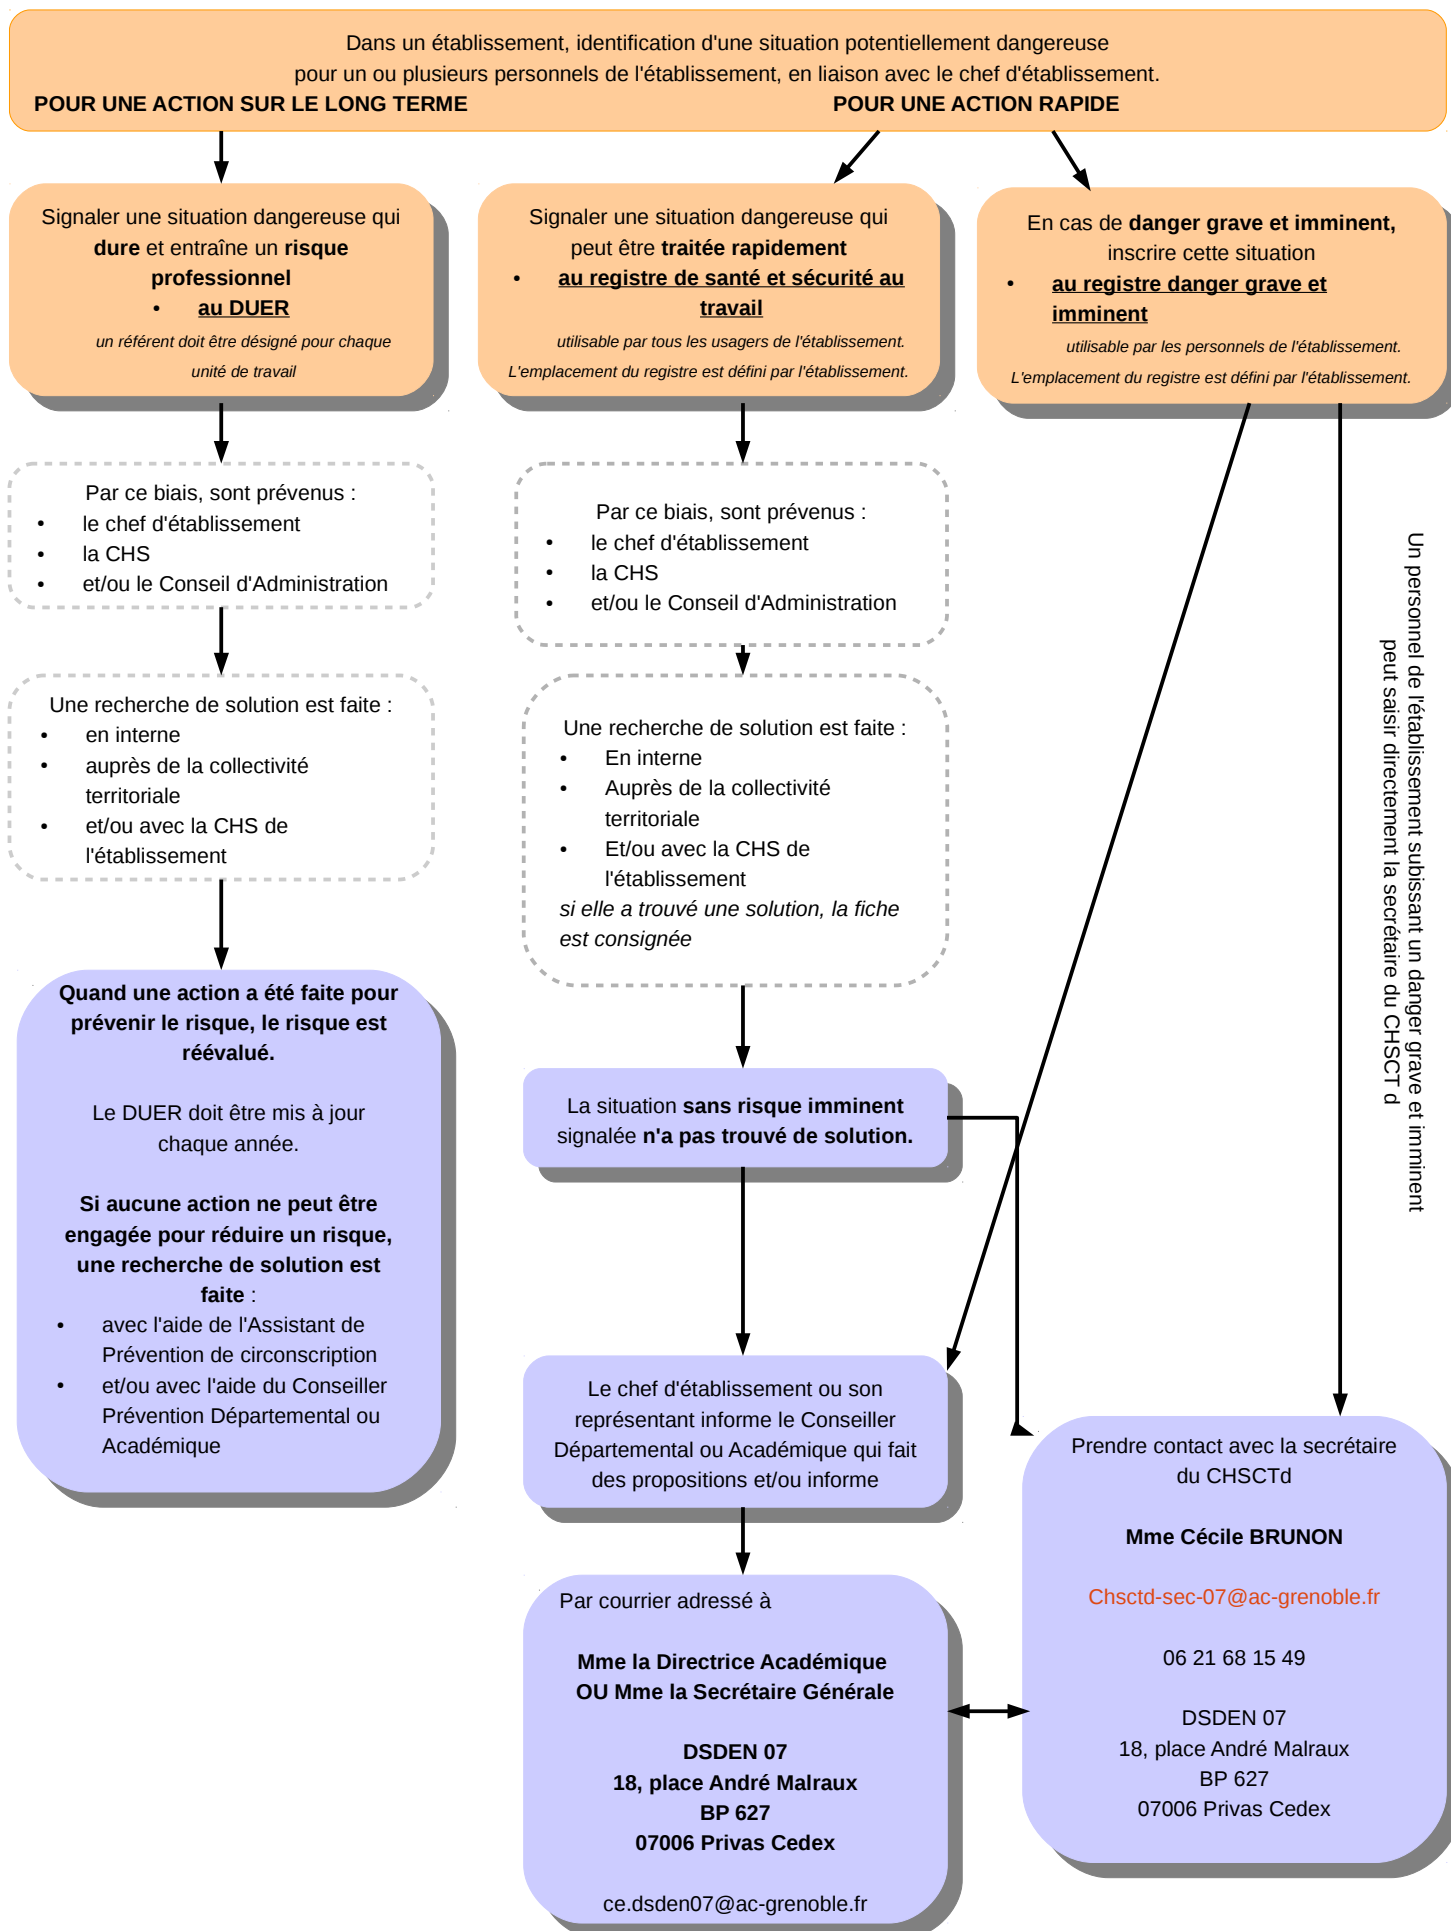 Dans un établissement, identification d'une situation potentiellement dangereuse
pour un ou plusieurs personnels de l'établissement, en liaison avec le chef d'établissement.
POUR UNE ACTION SUR LE LONG TERME
POUR UNE ACTION RAPIDE
Signaler une situation dangereuse qui
dure et entraîne un risque
professionnel
• au DUER
un référent doit être désigné pour chaque
unité de travail
Par ce biais, sont prévenus :
• le chef d'établissement
• la CHS
• et/ou le Conseil d'Administration
Une recherche de solution est faite :
• en interne
• auprès de la collectivité
territoriale
• et/ou avec la CHS de
l'établissement
Quand une action a été faite pour
prévenir le risque, le risque est
réévalué.
Le DUER doit être mis à jour
chaque année.
Si aucune action ne peut être
engagée pour réduire un risque,
une recherche de solution est
faite :
• avec l'aide de l'Assistant de
Prévention de circonscription
• et/ou avec l'aide du Conseiller
Prévention Départemental ou
Académique
Signaler une situation dangereuse qui
peut être traitée rapidement
• au registre de santé et sécurité au
travail
utilisable par tous les usagers de l'établissement.
L'emplacement du registre est défini par l'établissement.
Par ce biais, sont prévenus :
• le chef d'établissement
• la CHS
• et/ou le Conseil d'Administration
Une recherche de solution est faite :
• En interne
• Auprès de la collectivité
territoriale
• Et/ou avec la CHS de
l'établissement
si elle a trouvé une solution, la fiche
est consignée
La situation sans risque imminent
signalée n'a pas trouvé de solution.
Le chef d'établissement ou son
représentant informe le Conseiller
Départemental ou Académique qui fait
des propositions et/ou informe
Par courrier adressé à
Mme la Directrice Académique
OU Mme la Secrétaire Générale
DSDEN 07
18, place André Malraux
BP 627
07006 Privas Cedex
ce.dsden07@ac-grenoble.fr
En cas de danger grave et imminent,
inscrire cette situation
• au registre danger grave et
imminent
utilisable par les personnels de l'établissement.
L'emplacement du registre est défini par l'établissement.
Un personnel de l'établissement subissant un danger grave et imminent
peut saisir directement la secrétaire du CHSCT d
Prendre contact avec la secrétaire
du CHSCTd
Mme Cécile BRUNON
Chsctd-sec-07@ac-grenoble.fr
06 21 68 15 49
DSDEN 07
18, place André Malraux
BP 627
07006 Privas Cedex